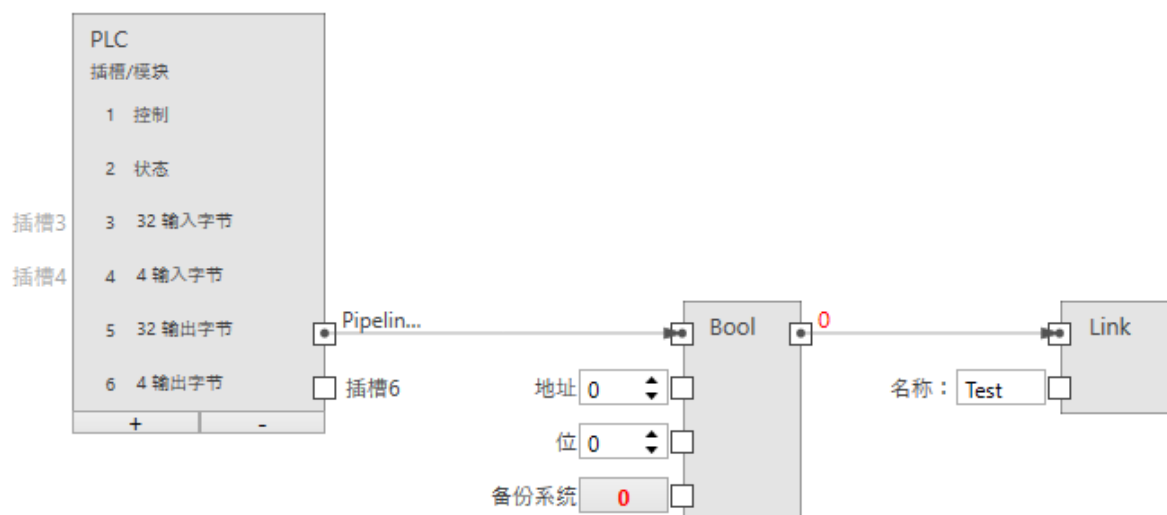 PLC
插槽/模块
1 控制
2 状态
插槽3 3 32 输入字节
插槽4 4 4 输入字节
5 32 输出字节 Pipelin... Bool 0 Link
6 4 输出字节 插槽6 地址 0 名称： Test
+ -
位 0
备份系统 0